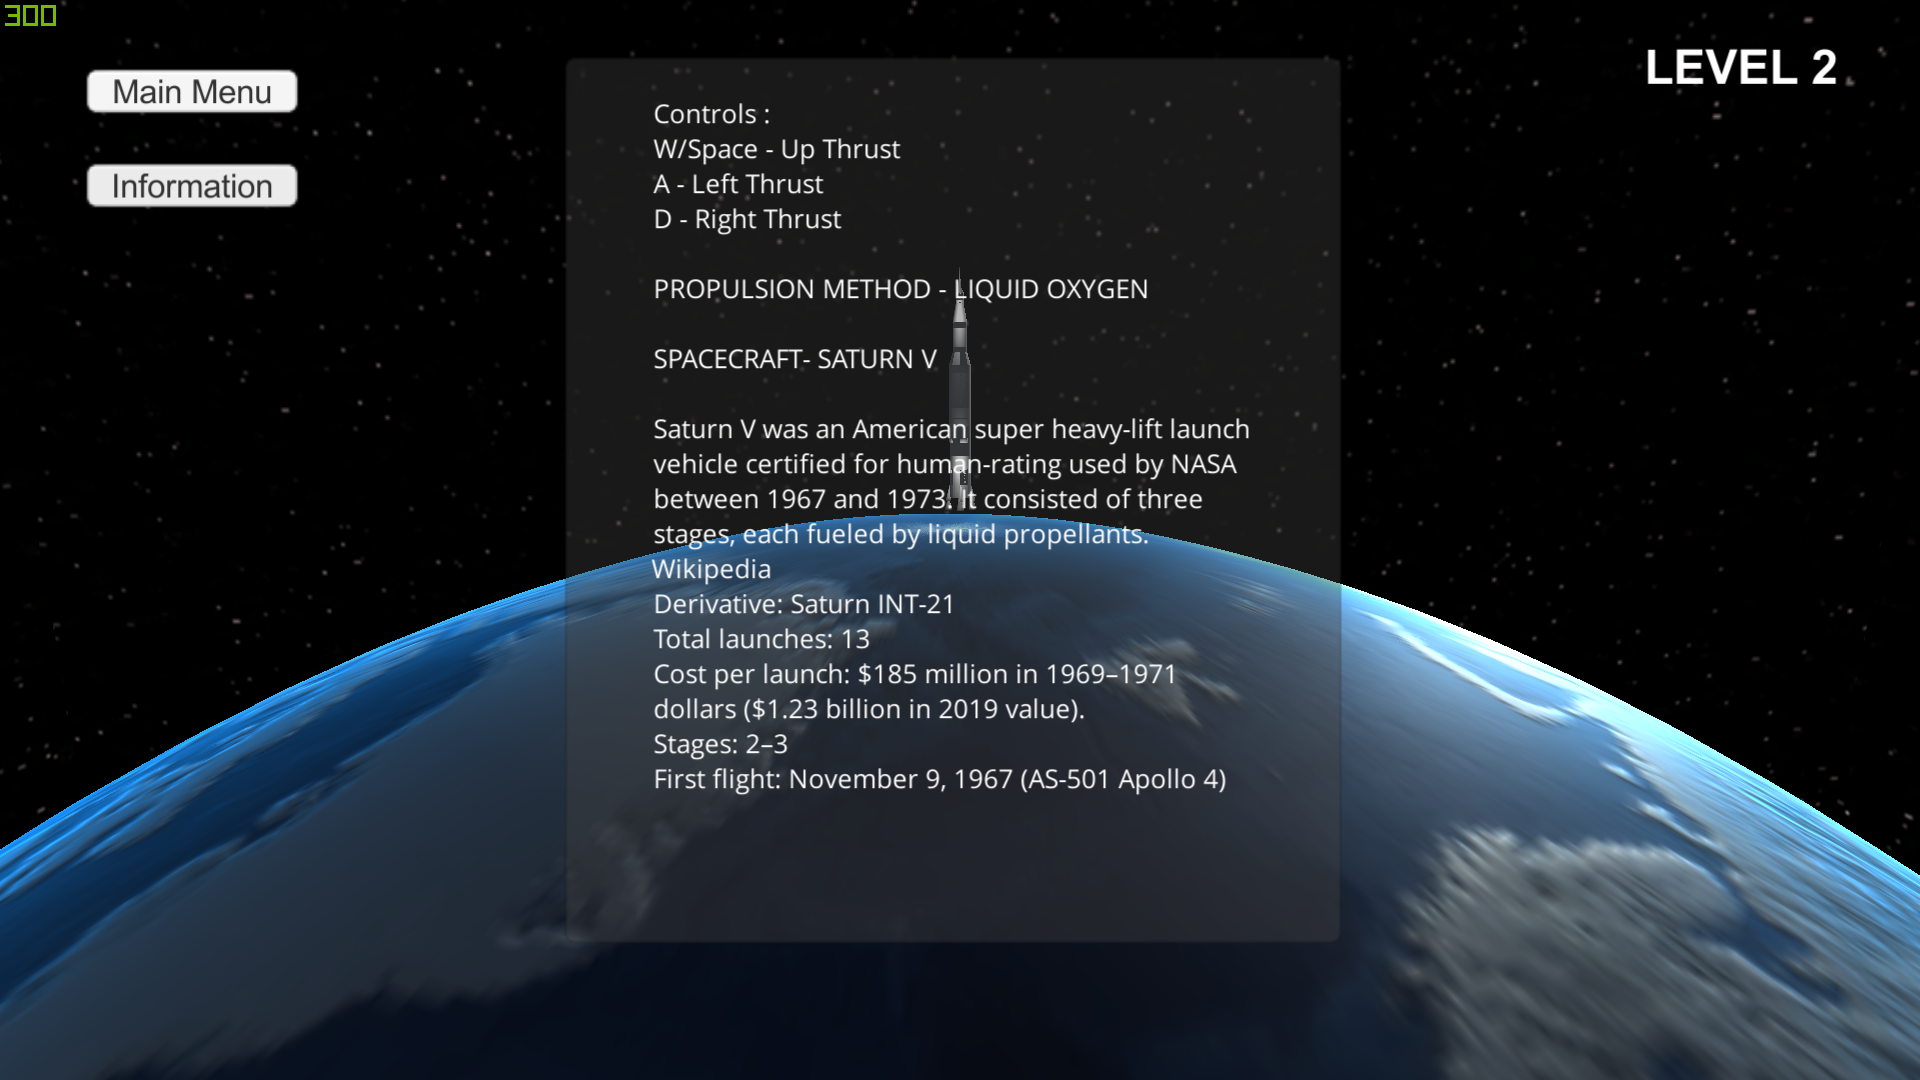 300
Main Menu
Information
LEVEL 2
Controls :
W/Space - Up Thrust
A - Left Thrust
D - Right Thrust
PROPULSION METHOD - LIQUID OXYGEN
SPACECRAFT- SATURN V
Saturn V was an American super heavy-lift launch
vehicle certified for human-rating used by NASA
between 1967 and 1973. It consisted of three
stages, each fueled by liquid propellants.
Wikipedia
Derivative: Saturn INT-21
Total launches: 13
Cost per launch: $185 million in 1969–1971
dollars ($1.23 billion in 2019 value).
Stages: 2–3
First flight: November 9, 1967 (AS-501 Apollo 4)